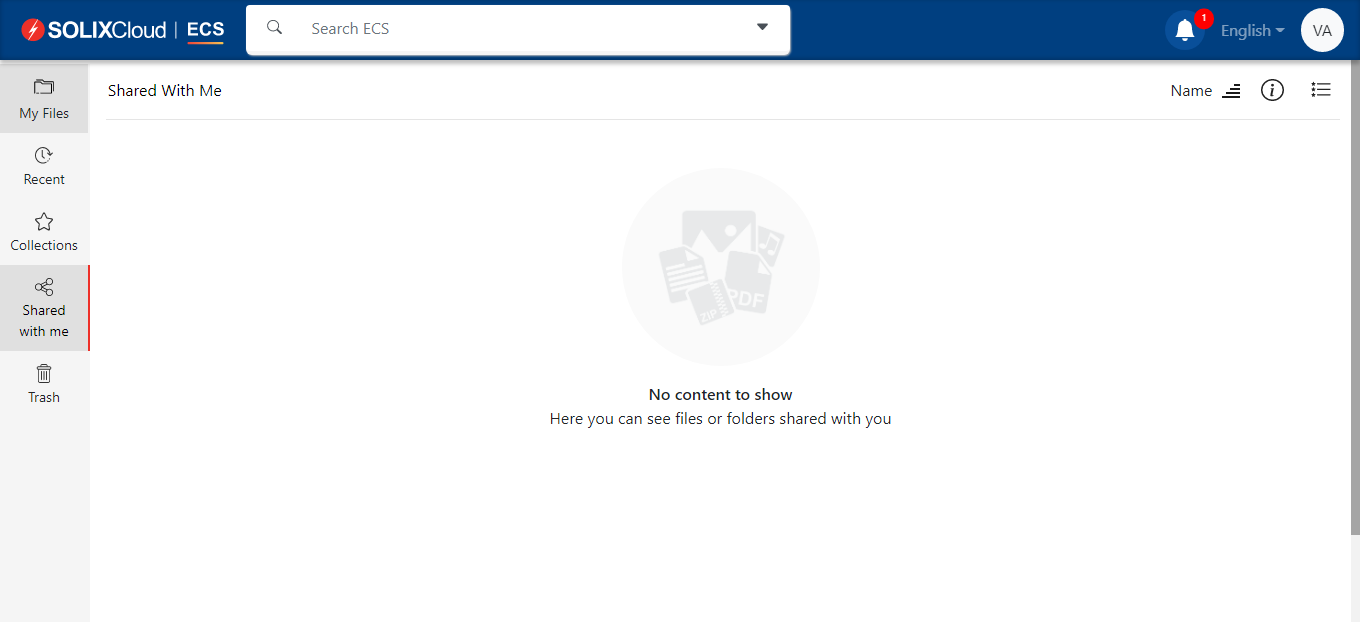 SOLIXCloud | ECS
Search ECS
1
English
VA
My Files
Recent
Collections
Shared
with me
Trash
Shared With Me
Name
PDF
ZIP
No content to show
Here you can see files or folders shared with you